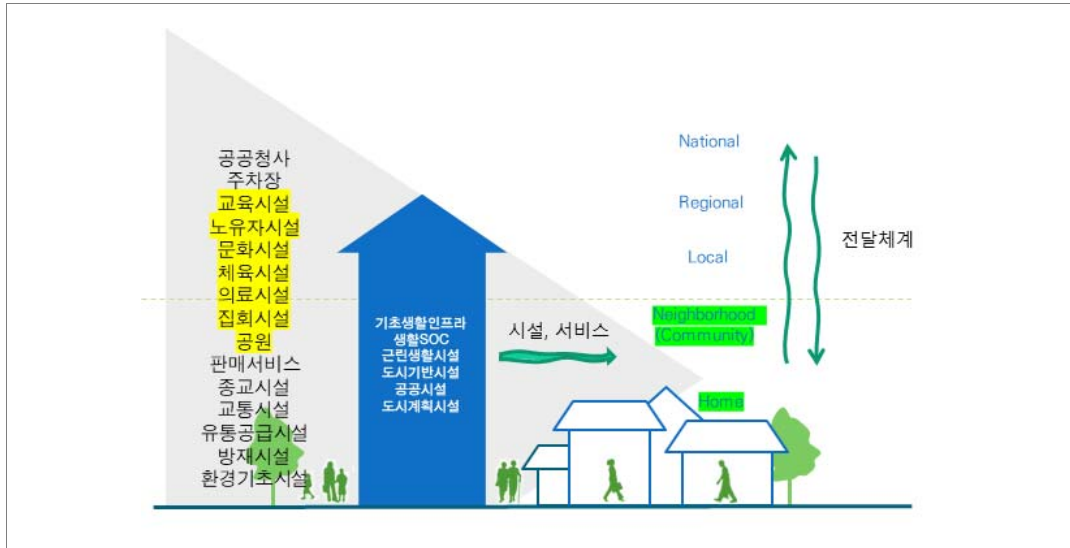 공공청사
주차장
교육시설
노유자시설
문화시설
체육시설
의료시설
집회시설
공원
판매서비스
종교시설
교통시설
유통공급시설
방재시설
환경기초시설
기초생활인프라
생활SOC
근린생활시설
도시기반시설
공공시설
도시계획시설
시설, 서비스
National
Regional
Local
Neighborhood
(Community)
Home
전달체계